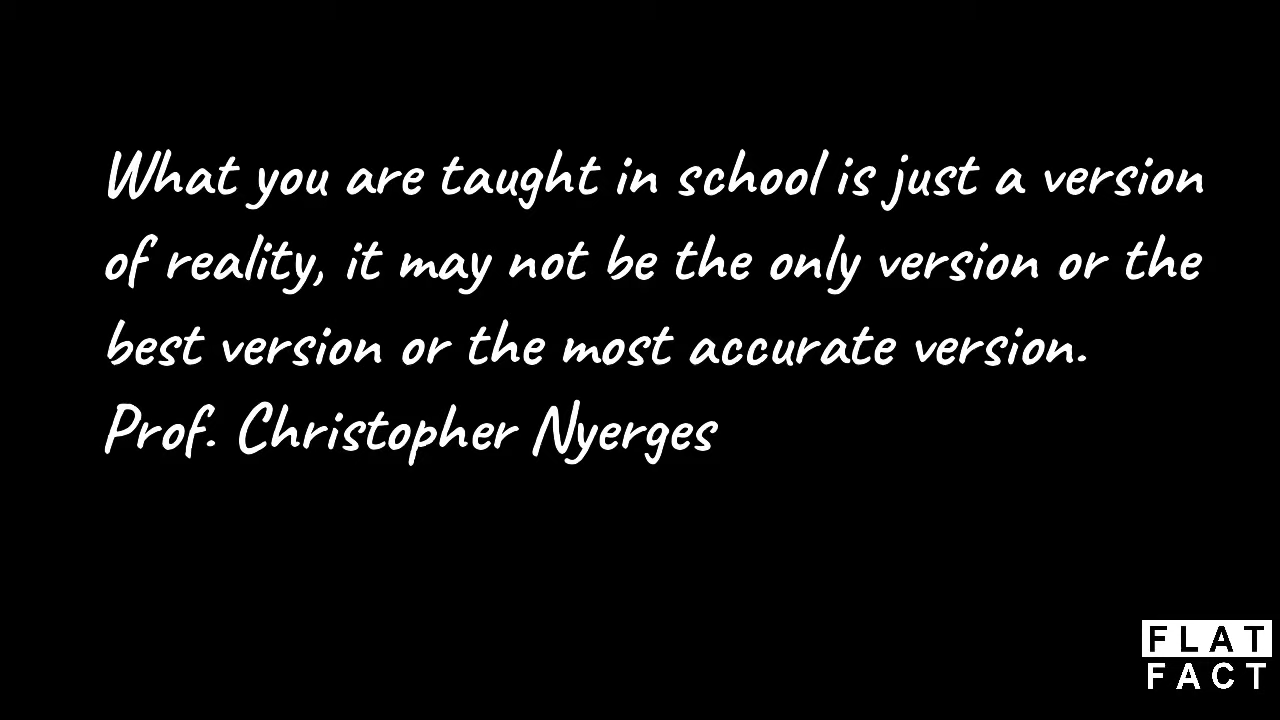 What you are taught in school is just a version
of reality, it may not be the only version or the
best version or the most accurate version.
Prof. Christopher Nyerges
FLAT
FACT